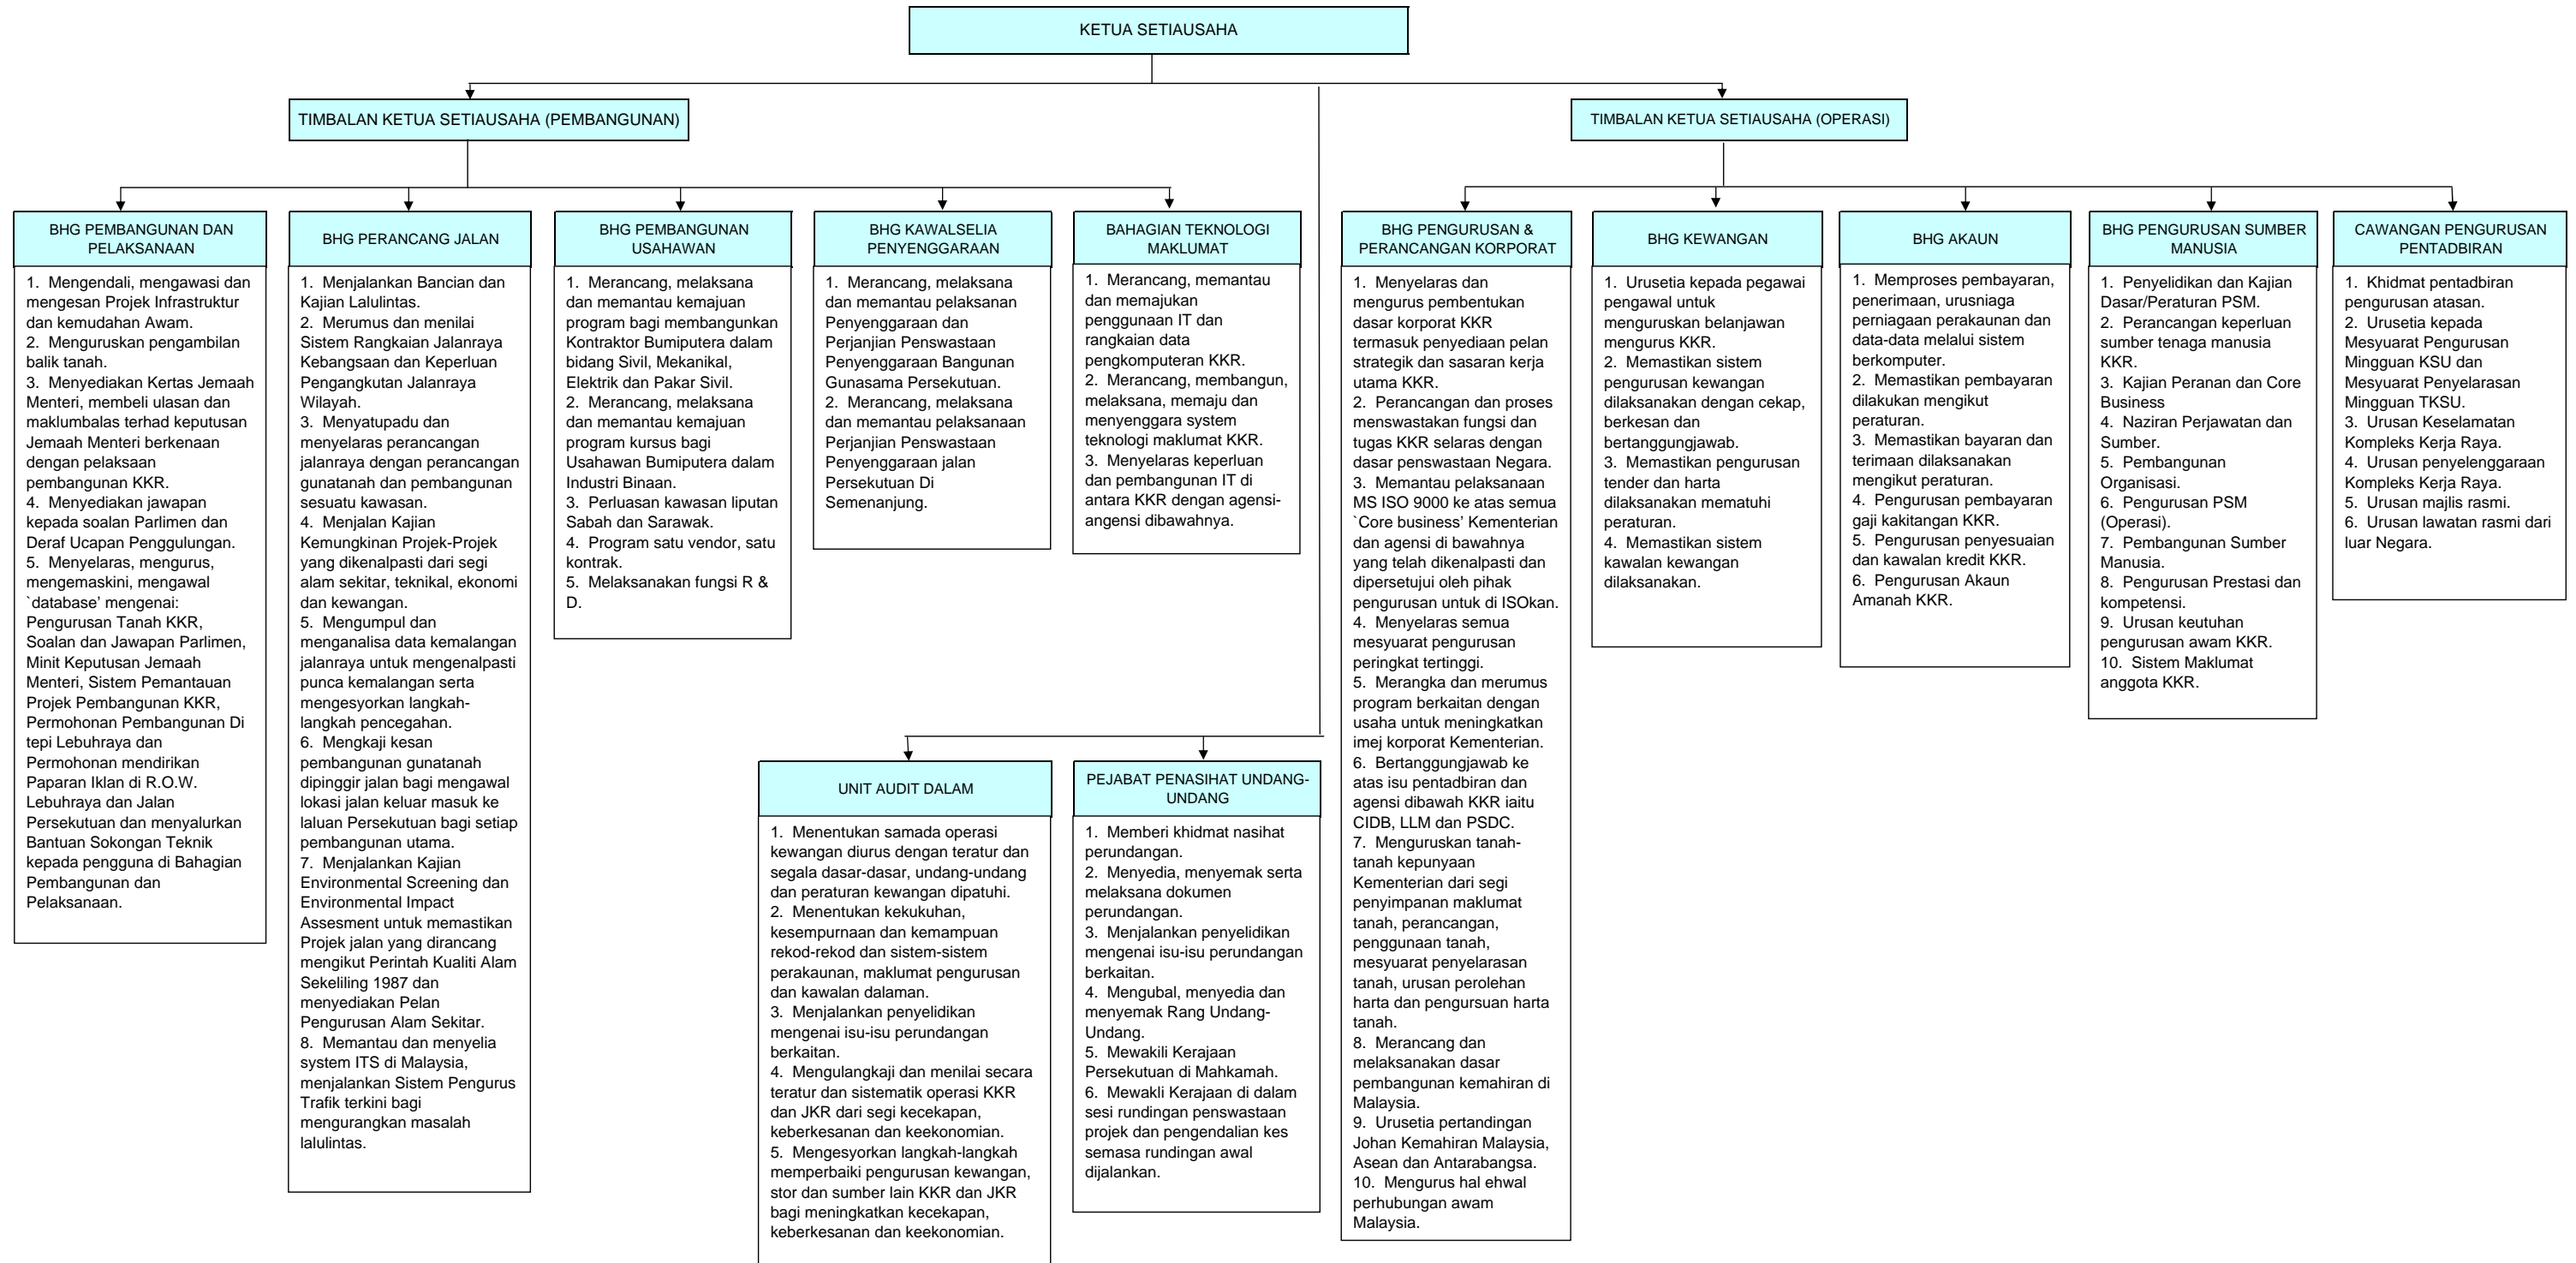 KETUA SETIAUSAHA
TIMBALAN KETUA SETIAUSAHA (PEMBANGUNAN)
TIMBALAN KETUA SETIAUSAHA (OPERASI)
BHG PEMBANGUNAN DAN
PELAKSANAAN
1. Mengendali, mengawasi dan
mengesan Projek Infrastruktur
dan kemudahan Awam.
2. Menguruskan pengambilan
balik tanah.
3. Menyediakan Kertas Jemaah
Menteri, membeli ulasan dan
maklumbalas terhad keputusan
Jemaah Menteri berkenaan
dengan pelaksaan
pembangunan KKR.
4. Menyediakan jawapan
kepada soalan Parlimen dan
Deraf Ucapan Penggulungan.
5. Menyelaras, mengurus,
mengemaskini, mengawal
`database' mengenai:
Pengurusan Tanah KKR,
Soalan dan Jawapan Parlimen,
Minit Keputusan Jemaah
Menteri, Sistem Pemantauan
Projek Pembangunan KKR,
Permohonan Pembangunan Di
tepi Lebuhraya dan
Permohonan mendirikan
Paparan Iklan di R.O.W.
Lebuhraya dan Jalan
Persekutuan dan menyalurkan
Bantuan Sokongan Teknik
kepada pengguna di Bahagian
Pembangunan dan
Pelaksanaan.
BHG PERANCANG JALAN
1. Menjalankan Bancian dan
Kajian Lalulintas.
2. Merumus dan menilai
Sistem Rangkaian Jalanraya
Kebangsaan dan Keperluan
Pengangkutan Jalanraya
Wilayah.
3. Menyatupadu dan
menyelaras perancangan
jalanraya dengan perancangan
gunatanah dan pembangunan
sesuatu kawasan.
4. Menjalan Kajian
Kemungkinan Projek-Projek
yang dikenalpasti dari segi
alam sekitar, teknikal, ekonomi
dan kewangan.
5. Mengumpul dan
menganalisa data kemalangan
jalanraya untuk mengenalpasti
punca kemalangan serta
mengesyorkan langkah-
langkah pencegahan.
6. Mengkaji kesan
pembangunan gunatanah
dipinggir jalan bagi mengawal
lokasi jalan keluar masuk ke
laluan Persekutuan bagi setiap
pembangunan utama.
7. Menjalankan Kajian
Environmental Screening dan
Environmental Impact
Assesment untuk memastikan
Projek jalan yang dirancang
mengikut Perintah Kualiti Alam
Sekeliling 1987 dan
menyediakan Pelan
Pengurusan Alam Sekitar.
8. Memantau dan menyelia
system ITS di Malaysia,
menjalankan Sistem Pengurus
Trafik terkini bagi
mengurangkan masalah
lalulintas.
BHG PEMBANGUNAN
USAHAWAN
1. Merancang, melaksana
dan memantau kemajuan
program bagi membangunkan
Kontraktor Bumiputera dalam
bidang Sivil, Mekanikal,
Elektrik dan Pakar Sivil.
2. Merancang, melaksana
dan memantau kemajuan
program kursus bagi
Usahawan Bumiputera dalam
Industri Binaan.
3. Perluasan kawasan liputan
Sabah dan Sarawak.
4. Program satu vendor, satu
kontrak.
5. Melaksanakan fungsi R &
D.
BHG KAWALSELIA
PENYENGGARAAN
1. Merancang, melaksana
dan memantau pelaksanan
Penyenggaraan dan
Perjanjian Penswastaan
Penyenggaraan Bangunan
Gunasama Persekutuan.
2. Merancang, melaksana
dan memantau pelaksanaan
Perjanjian Penswastaan
Penyenggaraan jalan
Persekutuan Di
Semenanjung.
BAHAGIAN TEKNOLOGI
MAKLUMAT
1. Merancang, memantau
dan memajukan
penggunaan IT dan
rangkaian data
pengkomputeran KKR.
2. Merancang, membangun,
melaksana, memaju dan
menyenggara system
teknologi maklumat KKR.
3. Menyelaras keperluan
dan pembangunan IT di
antara KKR dengan agensi-
angensi dibawahnya.
BHG PENGURUSAN &
PERANCANGAN KORPORAT
1. Menyelaras dan
mengurus pembentukan
dasar korporat KKR
termasuk penyediaan pelan
strategik dan sasaran kerja
utama KKR.
2. Perancangan dan proses
menswastakan fungsi dan
tugas KKR selaras dengan
dasar penswastaan Negara.
3. Memantau pelaksanaan
MS ISO 9000 ke atas semua
`Core business' Kementerian
dan agensi di bawahnya
yang telah dikenalpasti dan
dipersetujui oleh pihak
pengurusan untuk di ISOkan.
4. Menyelaras semua
mesyuarat pengurusan
peringkat tertinggi.
5. Merangka dan merumus
program berkaitan dengan
usaha untuk meningkatkan
imej korporat Kementerian.
6. Bertanggungjawab ke
atas isu pentadbiran dan
agensi dibawah KKR iaitu
CIDB, LLM dan PSDC.
7. Menguruskan tanah-
tanah kepunyaan
Kementerian dari segi
penyimpanan maklumat
tanah, perancangan,
penggunaan tanah,
mesyuarat penyelarasan
tanah, urusan perolehan
harta dan pengursuan harta
tanah.
8. Merancang dan
melaksanakan dasar
pembangunan kemahiran di
Malaysia.
9. Urusetia pertandingan
Johan Kemahiran Malaysia,
Asean dan Antarabangsa.
10. Mengurus hal ehwal
perhubungan awam
Malaysia.
BHG KEWANGAN
1. Urusetia kepada pegawai
pengawal untuk
menguruskan belanjawan
mengurus KKR.
2. Memastikan sistem
pengurusan kewangan
dilaksanakan dengan cekap,
berkesan dan
bertanggungjawab.
3. Memastikan pengurusan
tender dan harta
dilaksanakan mematuhi
peraturan.
4. Memastikan sistem
kawalan kewangan
dilaksanakan.
BHG AKAUN
1. Memproses pembayaran,
penerimaan, urusniaga
perniagaan perakaunan dan
data-data melalui sistem
berkomputer.
2. Memastikan pembayaran
dilakukan mengikut
peraturan.
3. Memastikan bayaran dan
terimaan dilaksanakan
mengikut peraturan.
4. Pengurusan pembayaran
gaji kakitangan KKR.
5. Pengurusan penyesuaian
dan kawalan kredit KKR.
6. Pengurusan Akaun
Amanah KKR.
BHG PENGURUSAN SUMBER
MANUSIA
1. Penyelidikan dan Kajian
Dasar/Peraturan PSM.
2. Perancangan keperluan
sumber tenaga manusia
KKR.
3. Kajian Peranan dan Core
Business
4. Naziran Perjawatan dan
Sumber.
5. Pembangunan
Organisasi.
6. Pengurusan PSM
(Operasi).
7. Pembangunan Sumber
Manusia.
8. Pengurusan Prestasi dan
kompetensi.
9. Urusan keutuhan
pengurusan awam KKR.
10. Sistem Maklumat
anggota KKR.
CAWANGAN PENGURUSAN
PENTADBIRAN
1. Khidmat pentadbiran
pengurusan atasan.
2. Urusetia kepada
Mesyuarat Pengurusan
Mingguan KSU dan
Mesyuarat Penyelarasan
Mingguan TKSU.
3. Urusan Keselamatan
Kompleks Kerja Raya.
4. Urusan penyelenggaraan
Kompleks Kerja Raya.
5. Urusan majlis rasmi.
6. Urusan lawatan rasmi dari
luar Negara.
UNIT AUDIT DALAM
1. Menentukan samada operasi
kewangan diurus dengan teratur dan
segala dasar-dasar, undang-undang
dan peraturan kewangan dipatuhi.
2. Menentukan kekukuhan,
kesempurnaan dan kemampuan
rekod-rekod dan sistem-sistem
perakaunan, maklumat pengurusan
dan kawalan dalaman.
3. Menjalankan penyelidikan
mengenai isu-isu perundangan
berkaitan.
4. Mengulangkaji dan menilai secara
teratur dan sistematik operasi KKR
dan JKR dari segi kecekapan,
keberkesanan dan keekonomian.
5. Mengesyorkan langkah-langkah
memperbaiki pengurusan kewangan,
stor dan sumber lain KKR dan JKR
bagi meningkatkan kecekapan,
keberkesanan dan keekonomian.
PEJABAT PENASIHAT UNDANG-
UNDANG
1. Memberi khidmat nasihat
perundangan.
2. Menyedia, menyemak serta
melaksana dokumen
perundangan.
3. Menjalankan penyelidikan
mengenai isu-isu perundangan
berkaitan.
4. Mengubal, menyedia dan
menyemak Rang Undang-
Undang.
5. Mewakili Kerajaan
Persekutuan di Mahkamah.
6. Mewakli Kerajaan di dalam
sesi rundingan penswastaan
projek dan pengendalian kes
semasa rundingan awal
dijalankan.